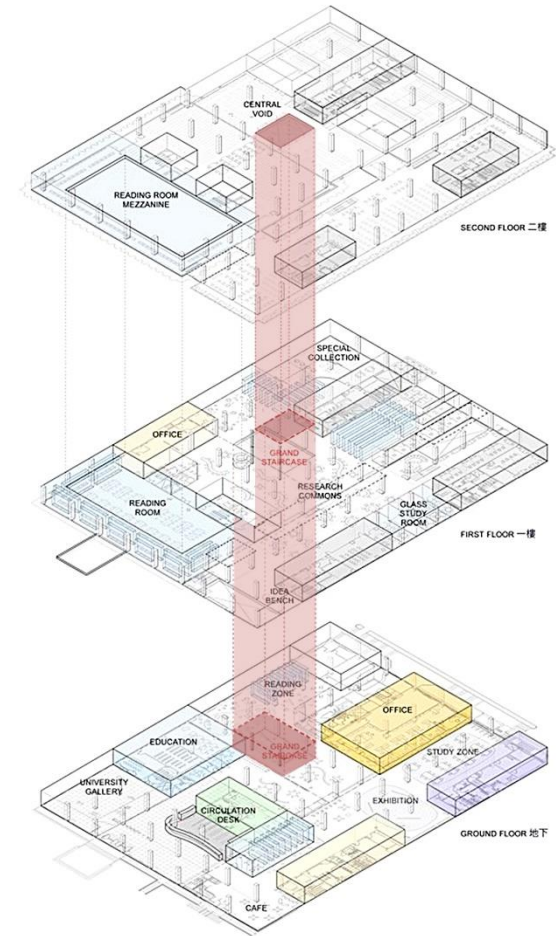 CENTRAL
VOID
READING ROOM
MEZZANINE
SECOND FLOOR 二樓
SPECIAL
COLLECTION
OFFICE
GRAND
STAIRCASE
RESEARCH
COMMONS
READING
ROOM
GLASS
STUDY
ROOM
FIRST FLOOR 一樓
IDEA
BENCH
READING
ZONE
OFFICE
EDUCATION
GRAND
STAIRCASE
STUDY ZONE
UNIVERSITY
GALLERY
EXHIBITION
CIRCULATION
DESK
GROUND FLOOR 地下
CAFE